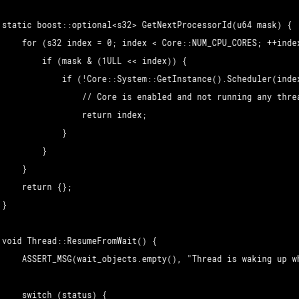 static boost::optional<s32> GetNextProcessorId(u64 mask) {
for (s32 index = 0; index < Core::NUM_CPU_CORES; ++index
if (mask & (1ULL << index)) {
if (!Core::System::GetInstance().Scheduler(index
// Core is enabled and not running any threa
return index;
}
}
}
return {};
}
void Thread::ResumeFromWait() {
ASSERT_MSG(wait_objects.empty(), "Thread is waking up wh
switch (status) {